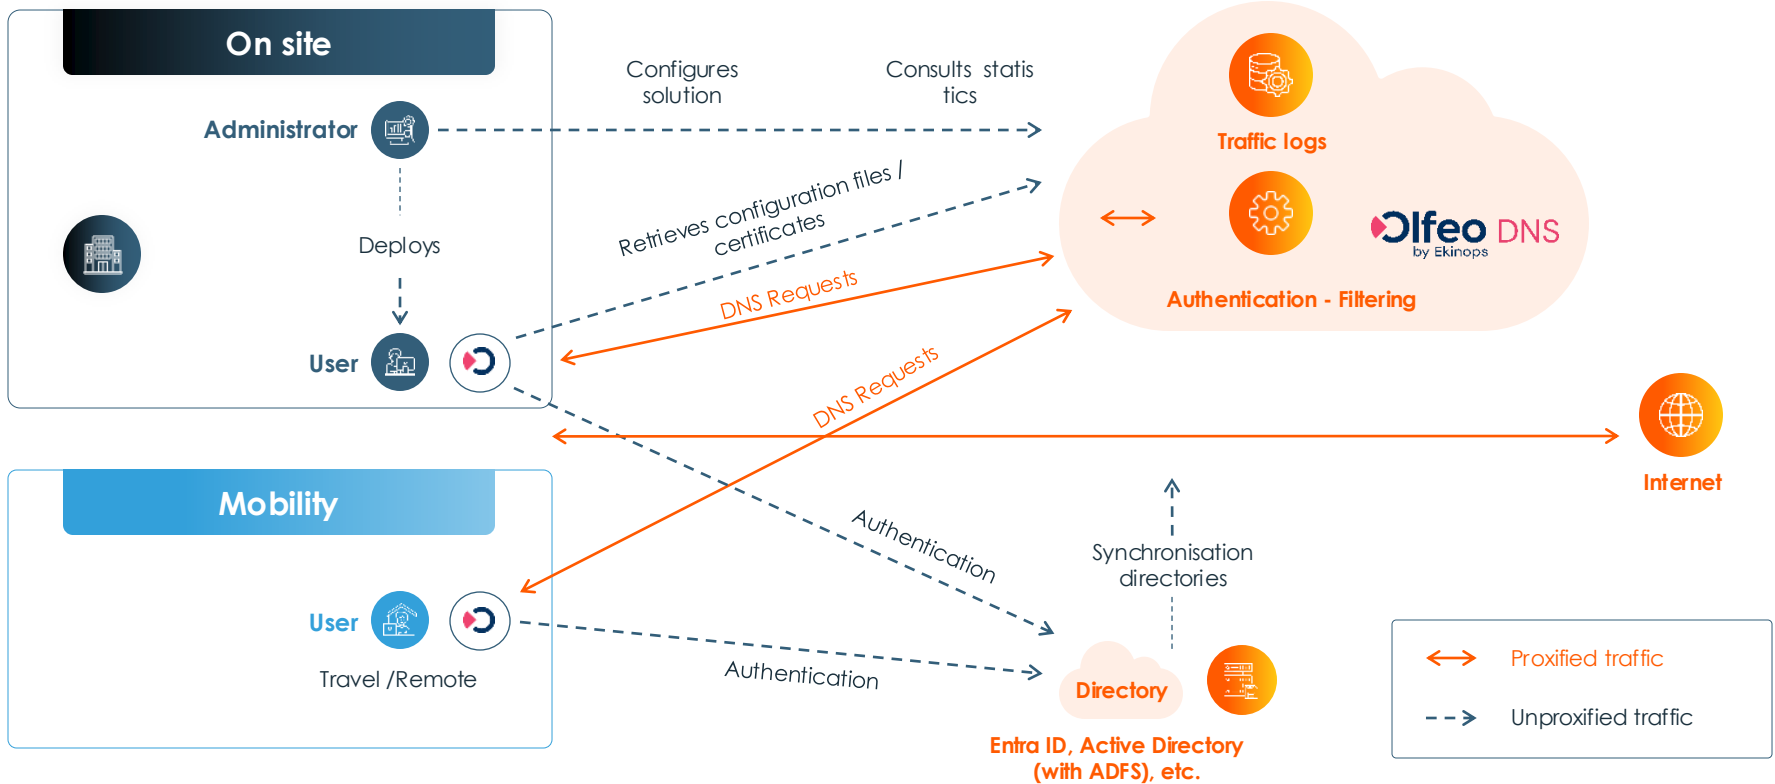 On site
Administrator
Deploys
User
Configures
solution
Consults statis
tics
Retrieves configuration files /
certificates
DNS Requests
DNS Requests
Traffic logs
Authentication - Filtering
Olfeo DNS
by Ekinops
Internet
Mobility
User
Travel /Remote
Authentication
Authentication
Synchronisation
directories
Directory
Entra ID, Active Directory
(with ADFS), etc.
Proxified traffic
Unproxified traffic